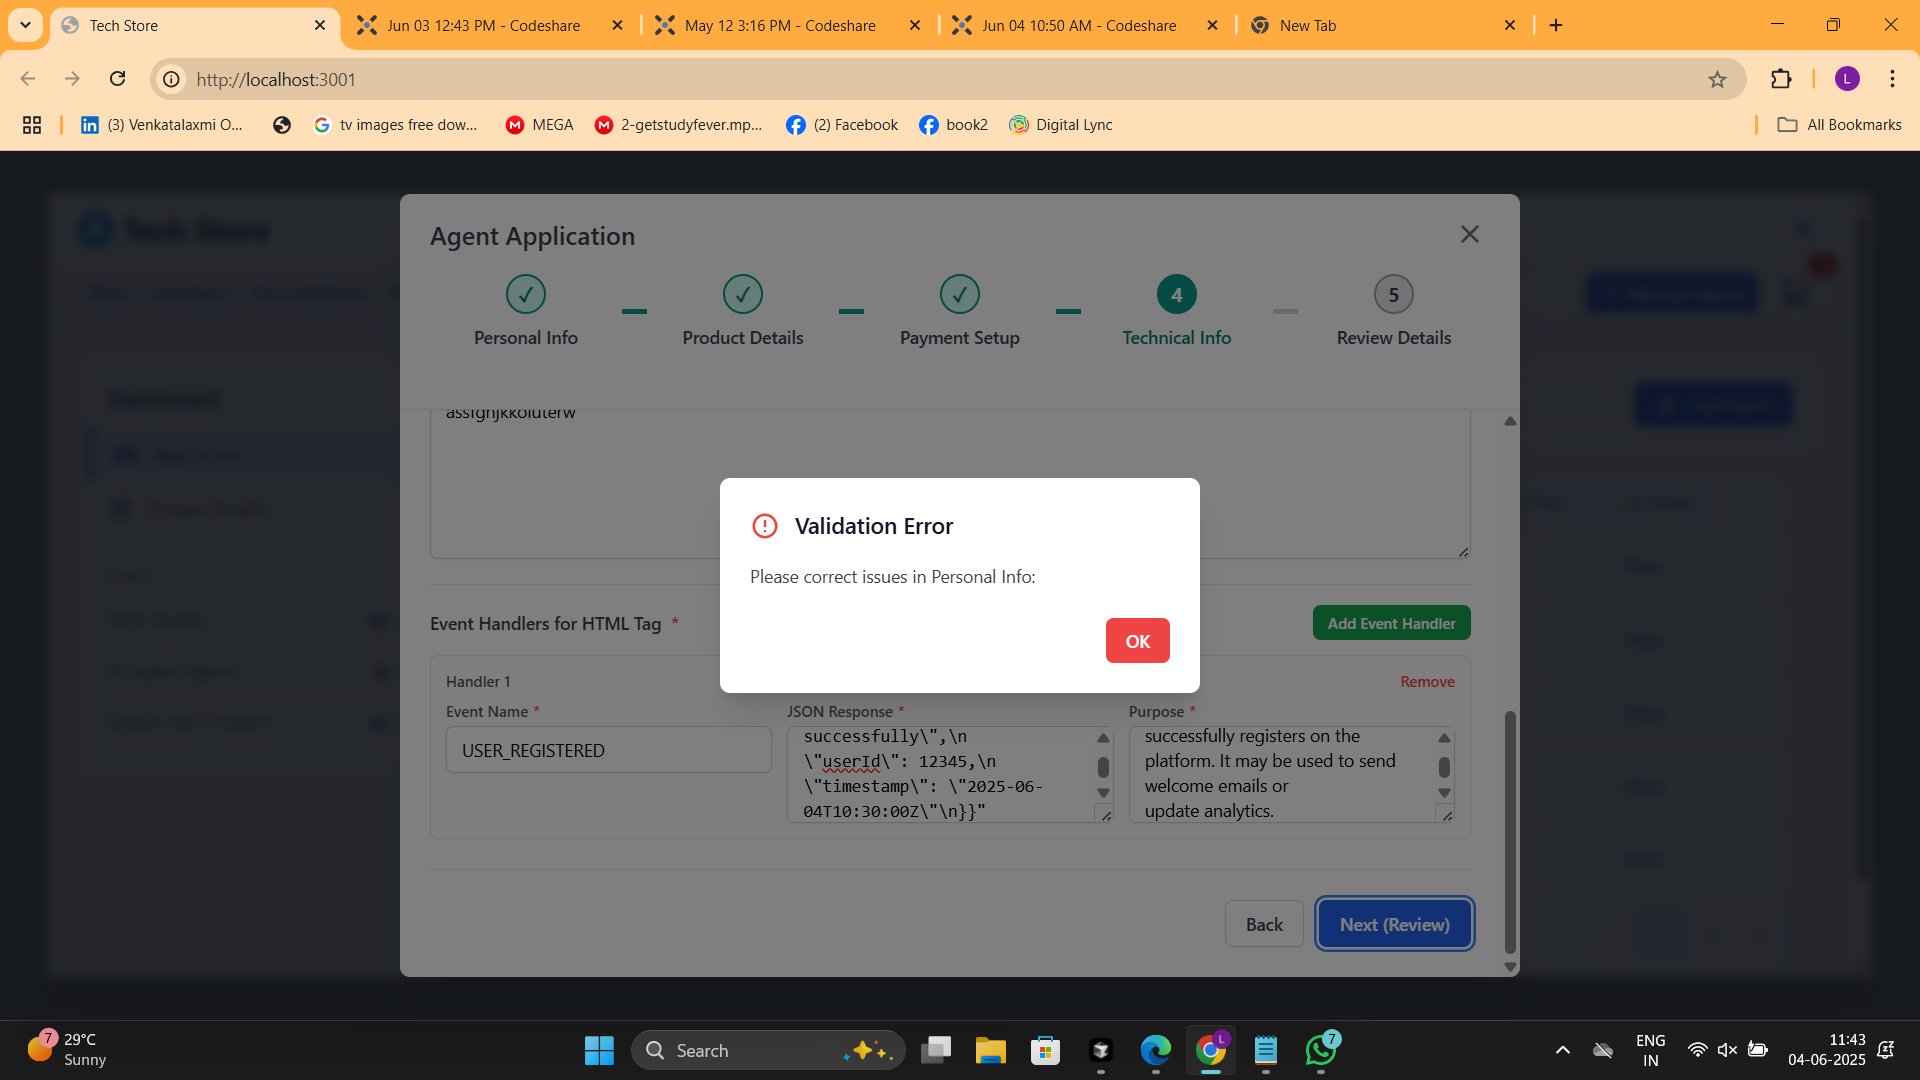 Tech Store
Jun 03 12:43 PM - Codeshare
May 12 3:16 PM - Codeshare
Jun 04 10:50 AM - Codeshare
New Tab
http://localhost:3001
L
(3) Venkatalaxmi O...
tv images free dow...
MEGA
2-getstudyfever.mp...
(2) Facebook
book2
Digital Lync
All Bookmarks
Tech Store
Dashboard
Agent Application
✓
✓
✓
4
5
Personal Info
Product Details
Payment Setup
Technical Info
Review Details
assfghjkkoiuterw
Validation Error
Please correct issues in Personal Info:
OK
Event Handlers for HTML Tag *
Add Event Handler
Handler 1
Remove
Event Name *
JSON Response *
Purpose *
USER_REGISTERED
successfully\",\n
\"userId\": 12345,\n
\"timestamp\": \"2025-06-
04T10:30:00Z\"\n}}"
successfully registers on the
platform. It may be used to send
welcome emails or
update analytics.
Back
Next (Review)
7
29°C
Sunny
Search
L
7
ENG
IN
11:43
04-06-2025